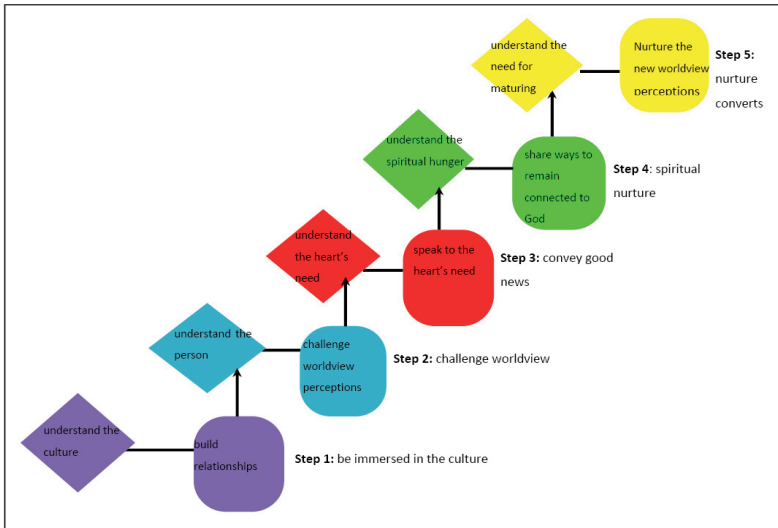 understand the
need for
maturing
Nurture the
new worldview
perceptions
Step 5:
nurture
converts
understand the
spiritual hunger
share ways to
remain
connected to
God
Step 4: spiritual
nurture
understand
the heart's
need
speak to
the heart's need
Step 3: convey good
news
understand the
person
challenge
worldview
perceptions
Step 2: challenge worldview
understand the
culture
build
relationships
Step 1: be immersed in the culture